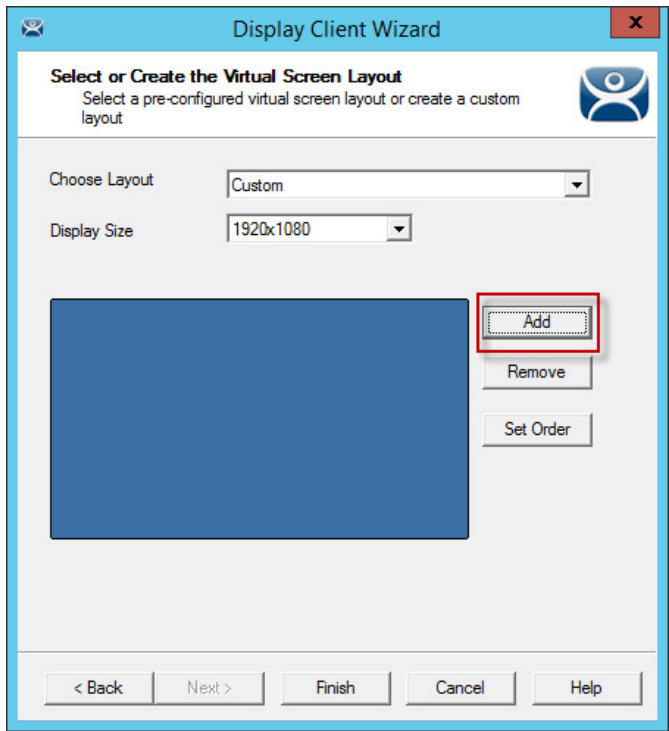 Display Client Wizard
x
Select or Create the Virtual Screen Layout
Select a pre-configured virtual screen layout or create a custom
layout
Choose Layout
Custom
Display Size
1920x1080
Add
Remove
Set Order
< Back
Next >
Finish
Cancel
Help